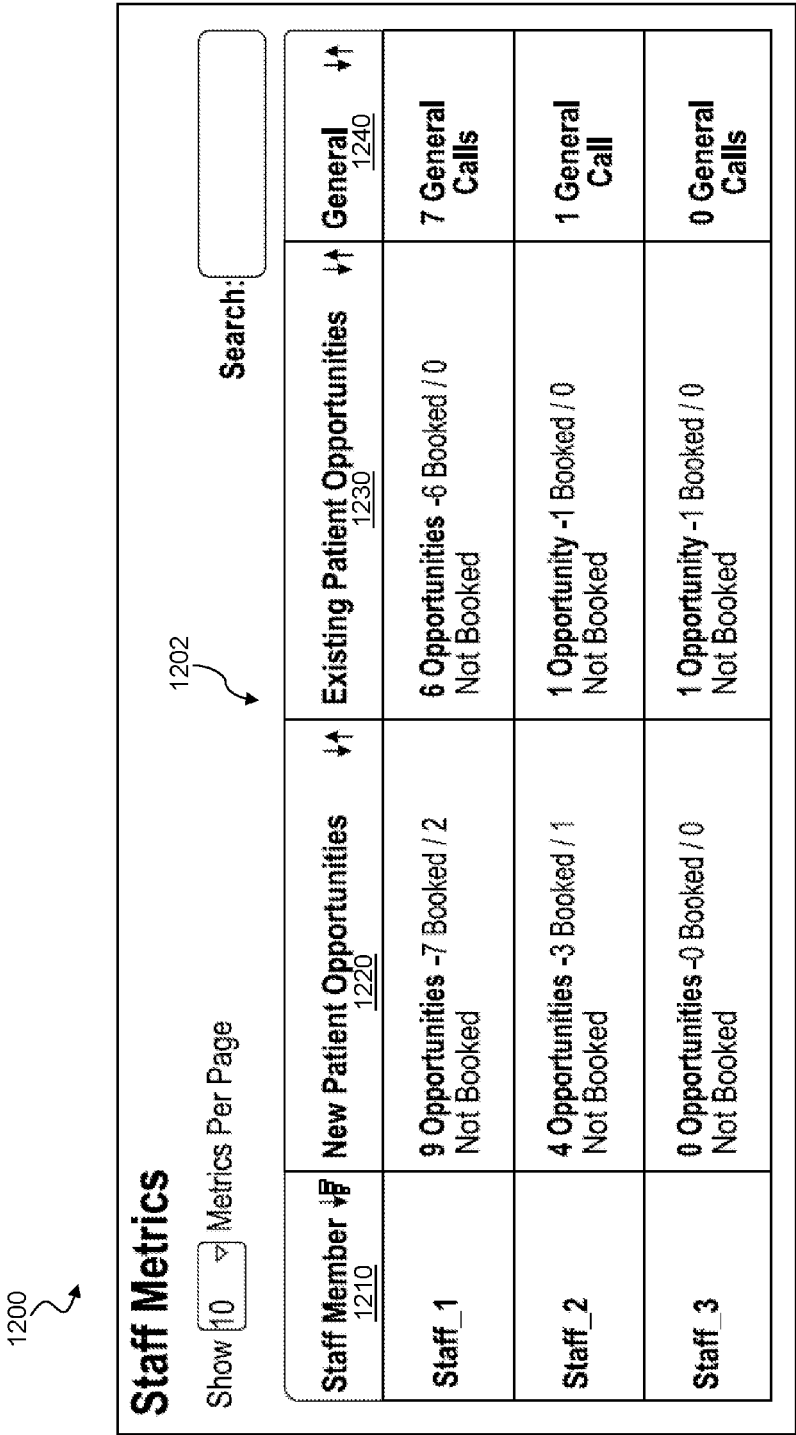 1200
Staff Metrics
Show 10 Metrics Per Page
Search:
1202
Staff Member New Patient Opportunities Existing Patient Opportunities General
1210 1220 1230 1240
Staff_1 9 Opportunities -7 Booked / 2 Not Booked 6 Opportunities -6 Booked / 0 Not Booked 7 General Calls
Staff_2 4 Opportunities -3 Booked / 1 Not Booked 1 Opportunity -1 Booked / 0 Not Booked 1 General Call
Staff_3 0 Opportunities -0 Booked / 0 Not Booked 1 Opportunity -1 Booked / 0 Not Booked 0 General Calls